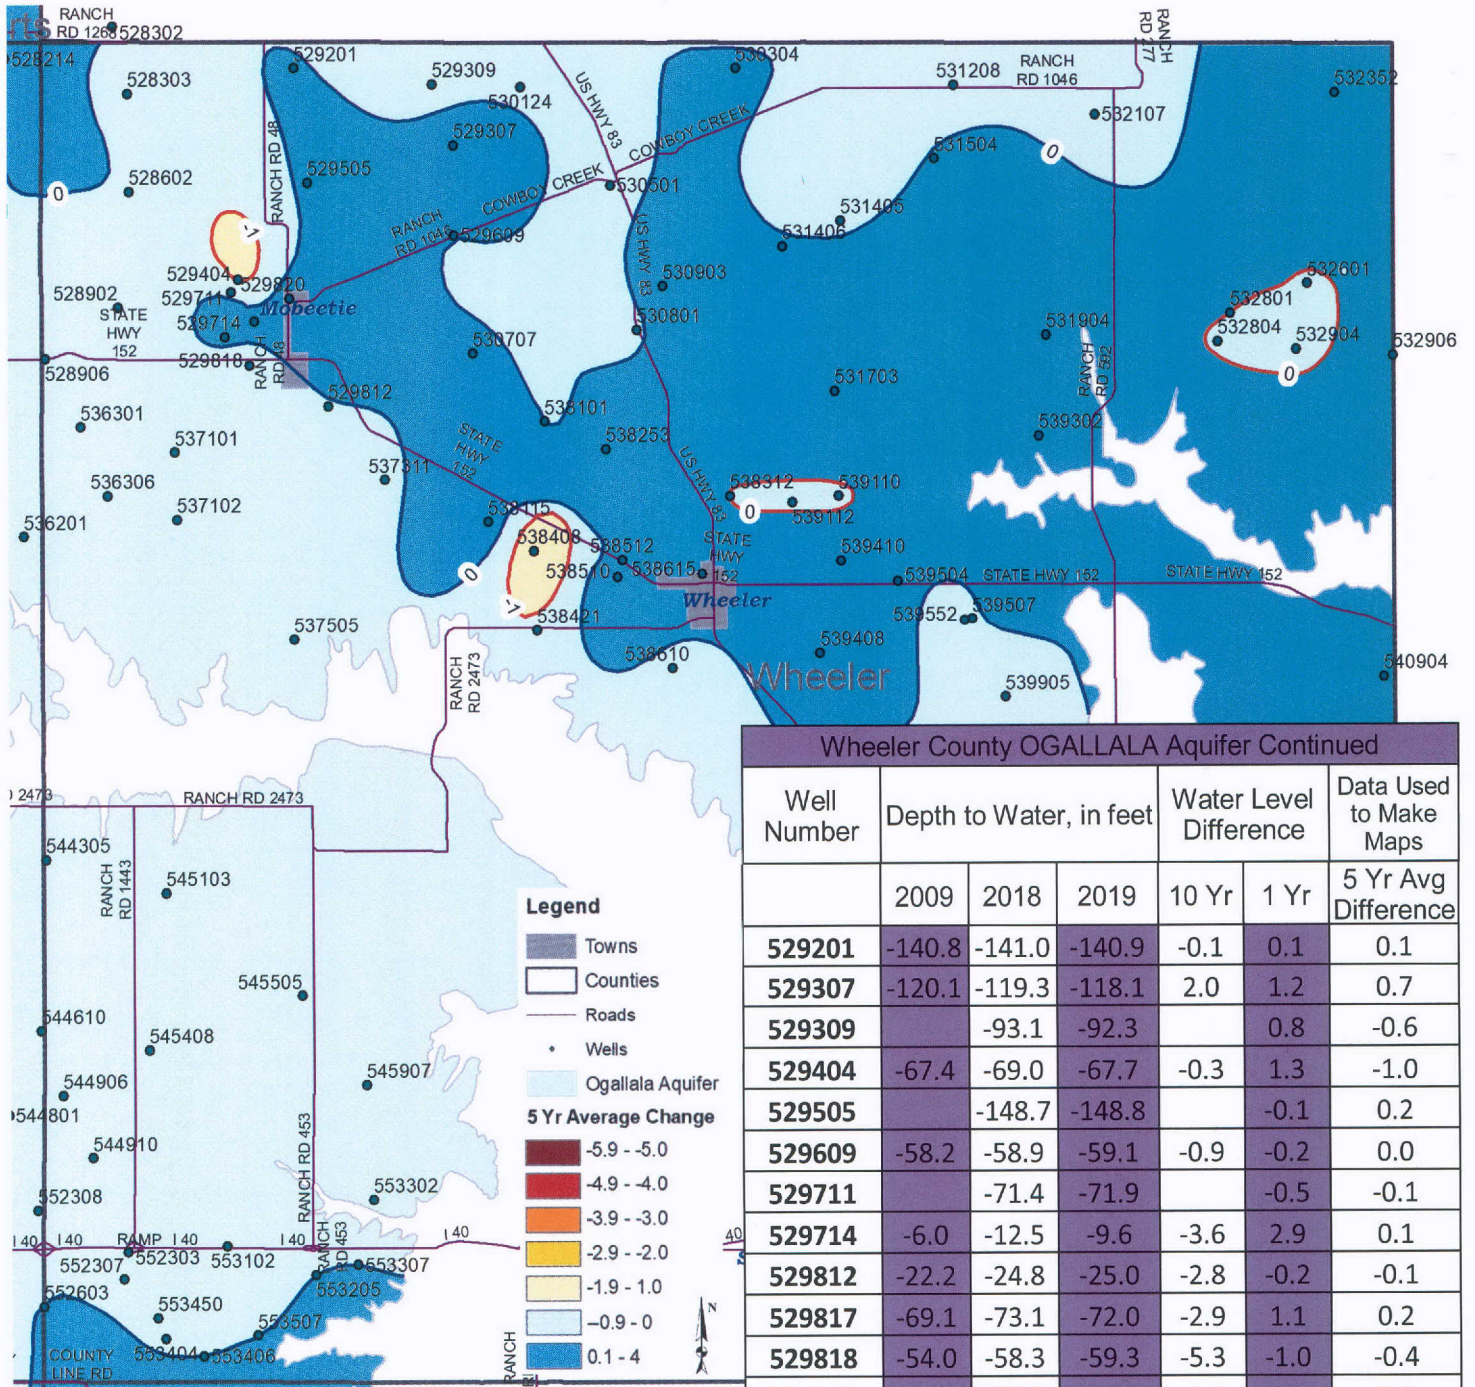 rts
RANCH
RD 1268
528302
528214
528303
529201
529309
530124
US HWY 83
530304
531208
RANCH
RD 1046
RANCH
RD 277
532352
532107
529307
COWBOY CREEK
531504
0
528602
0
RANCH RD 48
529505
COWBOY CREEK
530501
-1
RANCH
RD 1046
529609
US HWY 83
531405
531406
529404
529820
530903
532601
528902
529711
Mobeetie
532801
STATE
HWY
152
529714
530801
531904
532804
532904
532906
528906
529818
RANCH
RD 48
530707
RANCH
RD 592
0
529812
531703
536301
538101
539302
537101
STATE
HWY
152
538253
537311
US HWY 83
536306
538312
539110
0
539112
537102
538115
536201
538408
538512
STATE
HWY
152
539410
0
538510
538615
539504
STATE HWY 152
STATE HWY 152
-1
Wheeler
538421
539552
539507
537505
538610
539408
RANCH
RD 2473
Wheeler
539905
540904
2473
RANCH RD 2473
544305
RANCH
RD 1443
545103
545505
544610
545408
544906
545907
544801
RANCH RD 453
544910
552308
553302
I 40
I 40
RAMP
I 40
I 40
I 40
40
552303
553102
RANCH
RD 453
553307
552307
553205
552603
553450
553507
553404
553406
COUNTY
LINE RD
RANCH
Legend
Towns
Counties
Roads
Wells
Ogallala Aquifer
5 Yr Average Change
-5.9 - -5.0
-4.9 - -4.0
-3.9 - -3.0
-2.9 - -2.0
-1.9 - 1.0
–0.9 - 0
0.1 - 4
N
Wheeler County OGALLALA Aquifer Continued
Well Number Depth to Water, in feet Water Level Difference Data Used to Make Maps
2009 2018 2019 10 Yr 1 Yr 5 Yr Avg Difference
529201 -140.8 -141.0 -140.9 -0.1 0.1 0.1
529307 -120.1 -119.3 -118.1 2.0 1.2 0.7
529309 -93.1 -92.3 0.8 -0.6
529404 -67.4 -69.0 -67.7 -0.3 1.3 -1.0
529505 -148.7 -148.8 -0.1 0.2
529609 -58.2 -58.9 -59.1 -0.9 -0.2 0.0
529711 -71.4 -71.9 -0.5 -0.1
529714 -6.0 -12.5 -9.6 -3.6 2.9 0.1
529812 -22.2 -24.8 -25.0 -2.8 -0.2 -0.1
529817 -69.1 -73.1 -72.0 -2.9 1.1 0.2
529818 -54.0 -58.3 -59.3 -5.3 -1.0 -0.4